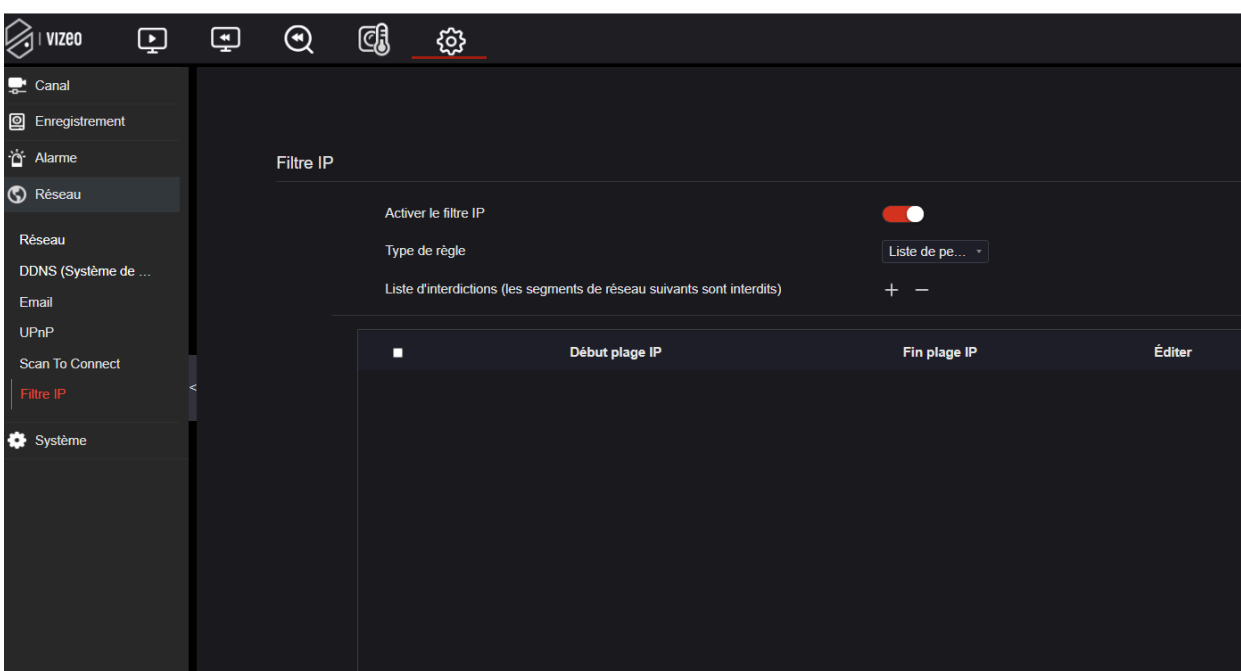 VIZEO
Canal
Enregistrement
Alarme
Réseau
Réseau
DDNS (Système de ...
Email
UPnP
Scan To Connect
Filtre IP
Système
Filtre IP
Activer le filtre IP
Type de règle
Liste de pe...
Liste d'interdictions (les segments de réseau suivants sont interdits)
Début plage IP Fin plage IP Éditer